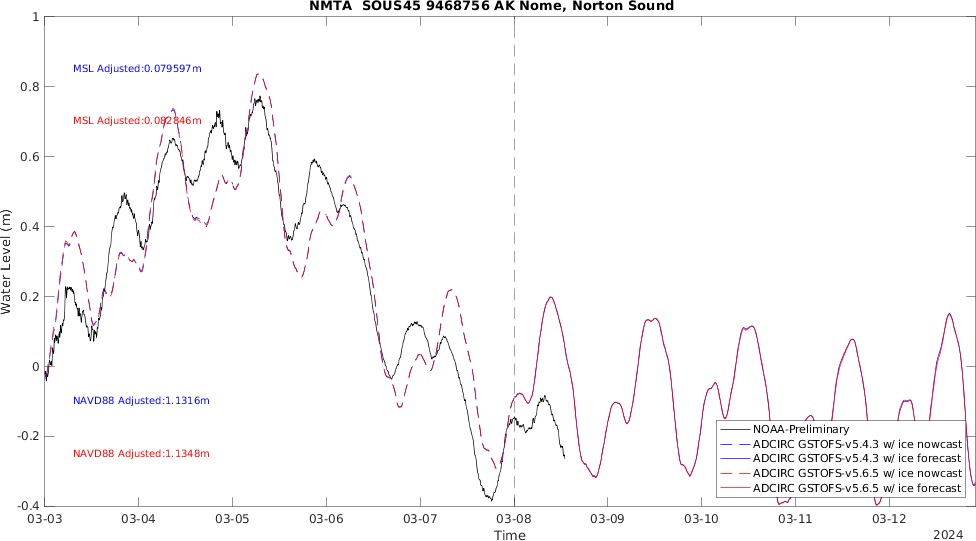 NMTA SOUS45 9468756 AK Nome, Norton Sound
1
0.8
0.6
0.4
0.2
0
-0.2
-0.4
Water Level (m)
MSL Adjusted:0.079597m
MSL Adjusted:0.082846m
NAVD88 Adjusted:1.1316m
NAVD88 Adjusted:1.1348m
NOAA-Preliminary
ADCIRC GSTOFS-v5.4.3 w/ ice nowcast
ADCIRC GSTOFS-v5.4.3 w/ ice forecast
ADCIRC GSTOFS-v5.6.5 w/ ice nowcast
ADCIRC GSTOFS-v5.6.5 w/ ice forecast
03-03 03-04 03-05 03-06 03-07 03-08 03-09 03-10 03-11 03-12
Time
2024